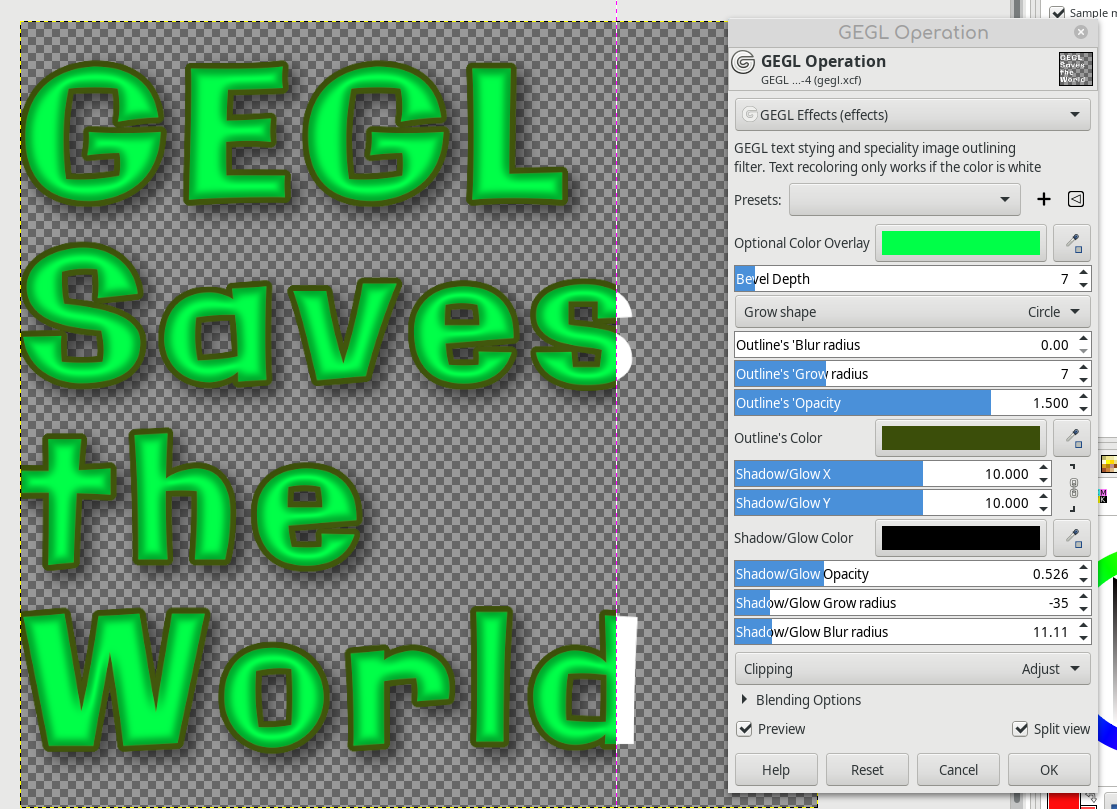 Sample m
GEGL Operation
GEGL Operation
GEGL ...-4 (gegl.xcf)
GEGL Effects (effects)
GEGL text stying and speciality image outlining
filter. Text recoloring only works if the color is white
Presets:
Optional Color Overlay
Bevel Depth 7
Grow shape Circle
Outline's 'Blur radius 0.00
Outline's 'Grow radius 7
Outline's 'Opacity 1.500
Outline's Color
Shadow/Glow X 10.000
Shadow/Glow Y 10.000
Shadow/Glow Color
Shadow/Glow Opacity 0.526
Shadow/Glow Grow radius -35
Shadow/Glow Blur radius 11.11
Clipping Adjust
Blending Options
Preview Split view
Help Reset Cancel OK
GEGL
Saves
the
World